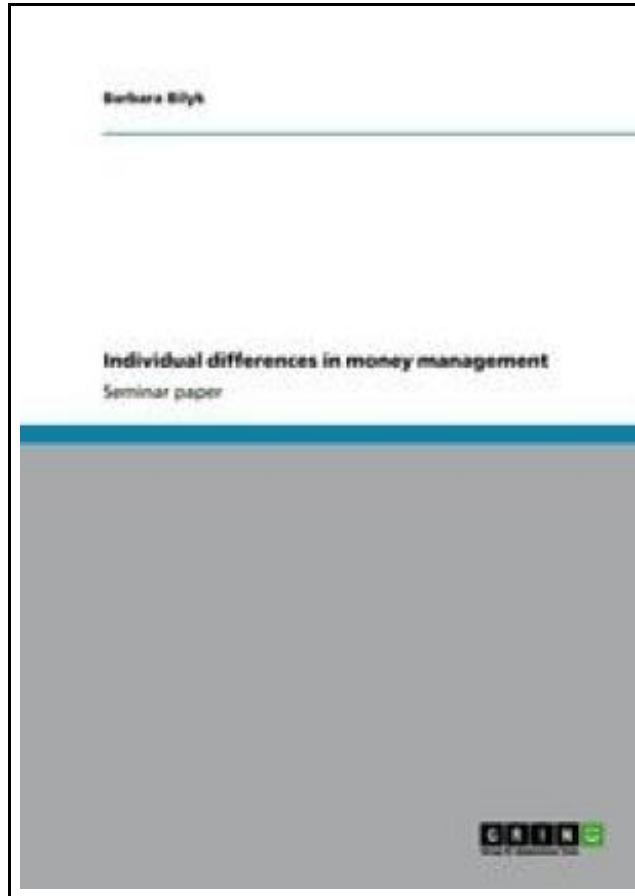 Barbara Bilyk
Individual differences in money management
Seminar paper
GRIN